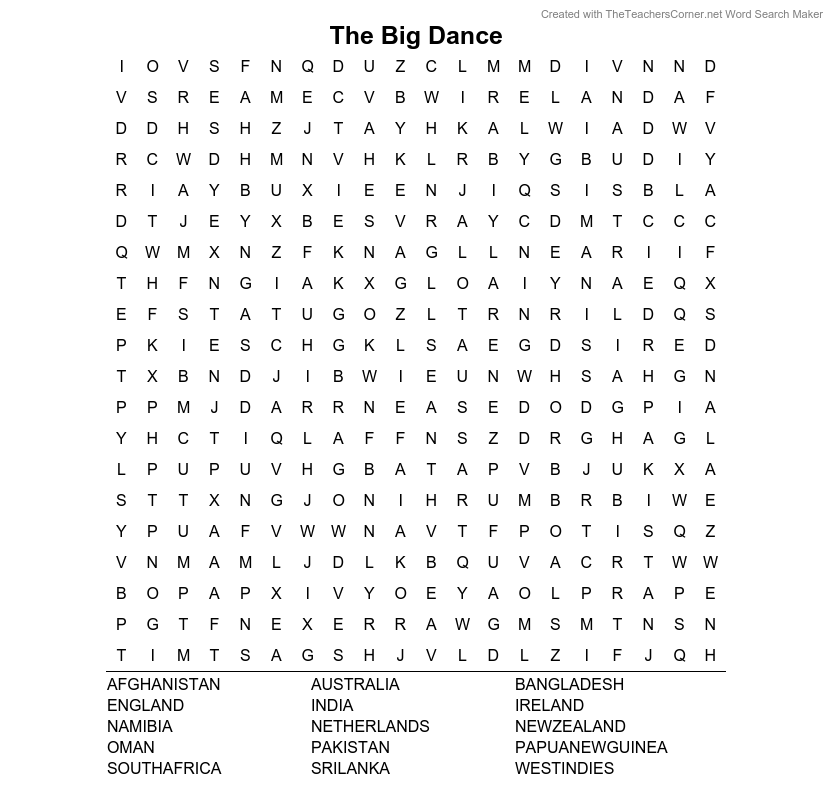 Created with TheTeachersCorner.net Word Search Maker
The Big Dance
I O V S F N Q D U Z C L M M D I V N N D
V S R E A M E C V B W I R E L A N D A F
D D H S H Z J T A Y H K A L W I A D W V
R C W D H M N V H K L R B Y G B U D I Y
R I A Y B U X I E E N J I Q S I S B L A
D T J E Y X B E S V R A Y C D M T C C C
Q W M X N Z F K N A G L L N E A R I I F
T H F N G I A K X G L O A I Y N A E Q X
E F S T A T U G O Z L T R N R I L D Q S
P K I E S C H G K L S A E G D S I R E D
T X B N D J I B W I E U N W H S A H G N
P P M J D A R R N E A S E D O D G P I A
Y H C T I Q L A F F N S Z D R G H A G L
L P U P U V H G B A T A P V B J U K X A
S T T X N G J O N I H R U M B R B I W E
Y P U A F V W W N A V T F P O T I S Q Z
V N M A M L J D L K B Q U V A C R T W W
B O P A P X I V Y O E Y A O L P R A P E
P G T F N E X E R R A W G M S M T N S N
T I M T S A G S H J V L D L Z I F J Q H
AFGHANISTAN AUSTRALIA BANGLADESH
ENGLAND INDIA IRELAND
NAMIBIA NETHERLANDS NEWZEALAND
OMAN PAKISTAN PAPUANEWGUINEA
SOUTHAFRICA SRILANKA WESTINDIES